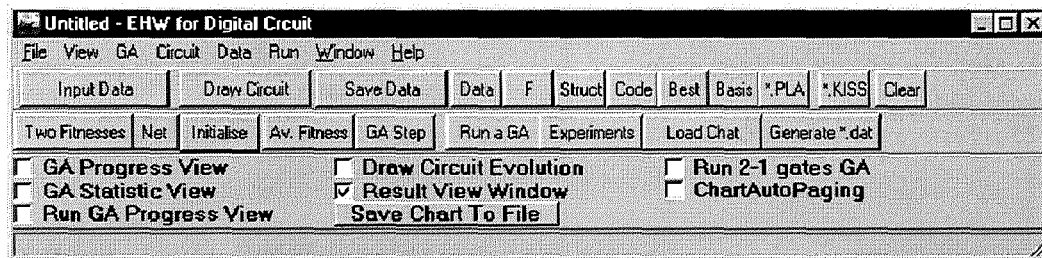 Untitled - EHW for Digital Circuit
File View GA Circuit Data Run Window Help
Input Data Draw Circuit Save Data Data F Struct Code Best Basis *.PLA *.KISS Clear
Two Fitnesses Net Initialise Av. Fitness GA Step Run a GA Experiments Load Chat Generate *.dat
GA Progress View Draw Circuit Evolution Run 2-1 gates GA
GA Statistic View Result View Window ChartAutoPaging
Run GA Progress View Save Chart To File